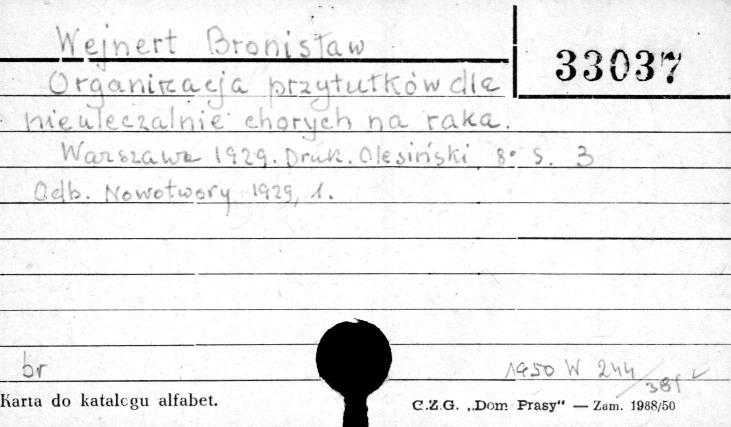 Wejnert Bronisław
33037
Organizacja przytułków dla
nieuleczalnie chorych na raka.
Warszawa 1929. Druk. Olesiński 8° S. 3
Odb. Nowotwory 1929, 1.
br
1950 W 244
381
Karta do katalogu alfabet.
C.Z.G. „Dom Prasy" — Zam. 1988/50